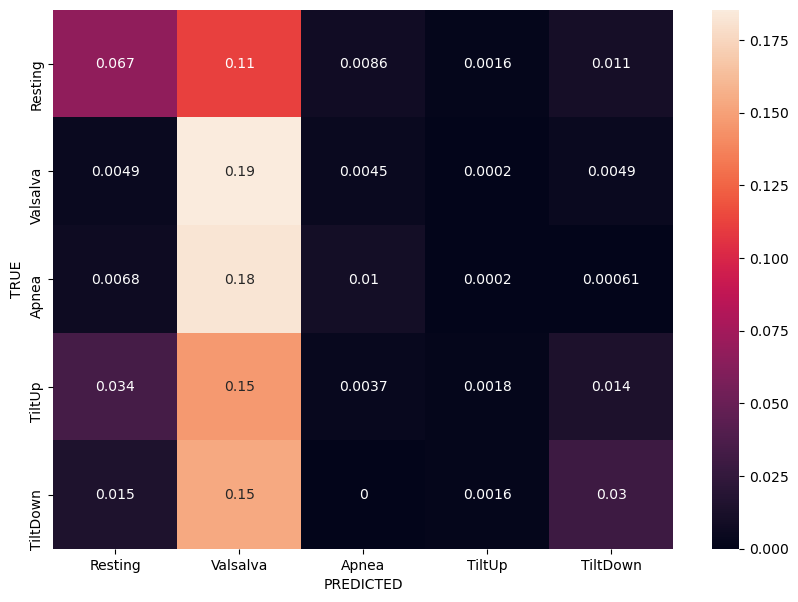 0.067 0.11 0.0086 0.0016 0.011
0.0049 0.19 0.0045 0.0002 0.0049
0.0068 0.18 0.01 0.0002 0.00061
0.034 0.15 0.0037 0.0018 0.014
0.015 0.15 0 0.0016 0.03
Resting
Valsalva
Apnea
TiltUp
TiltDown
TRUE
Resting Valsalva Apnea TiltUp TiltDown
PREDICTED
0.175
0.150
0.125
0.100
0.075
0.050
0.025
0.000